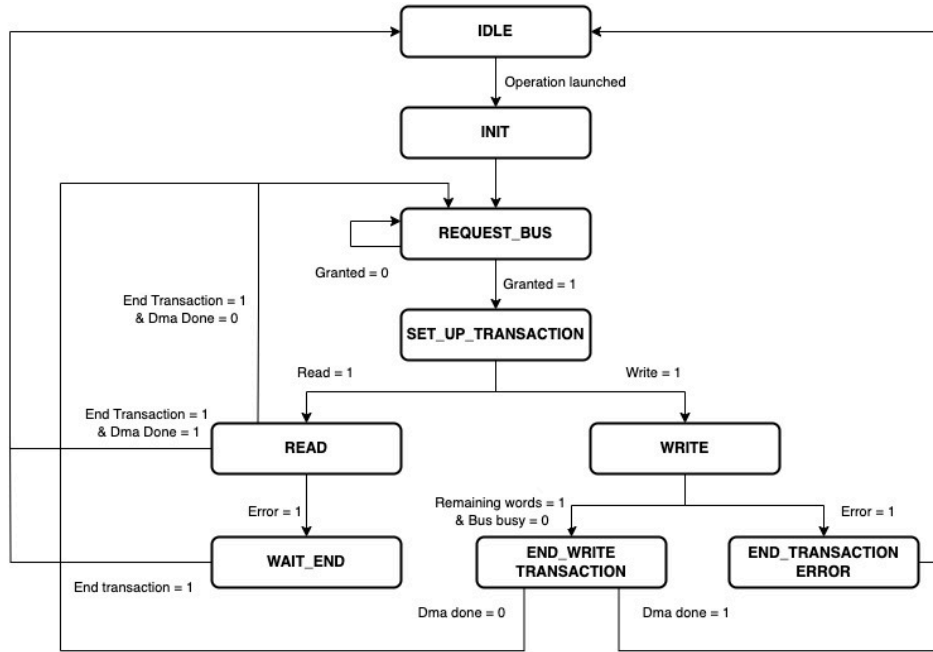 IDLE
Operation launched
INIT
REQUEST_BUS
Granted = 0
Granted = 1
End Transaction = 1
& Dma Done = 0
SET_UP_TRANSACTION
Read = 1
Write = 1
End Transaction = 1
& Dma Done = 1
READ
WRITE
Error = 1
Remaining words = 1
& Bus busy = 0
Error = 1
WAIT_END
END_WRITE
TRANSACTION
END_TRANSACTION
ERROR
End transaction = 1
Dma done = 0
Dma done = 1